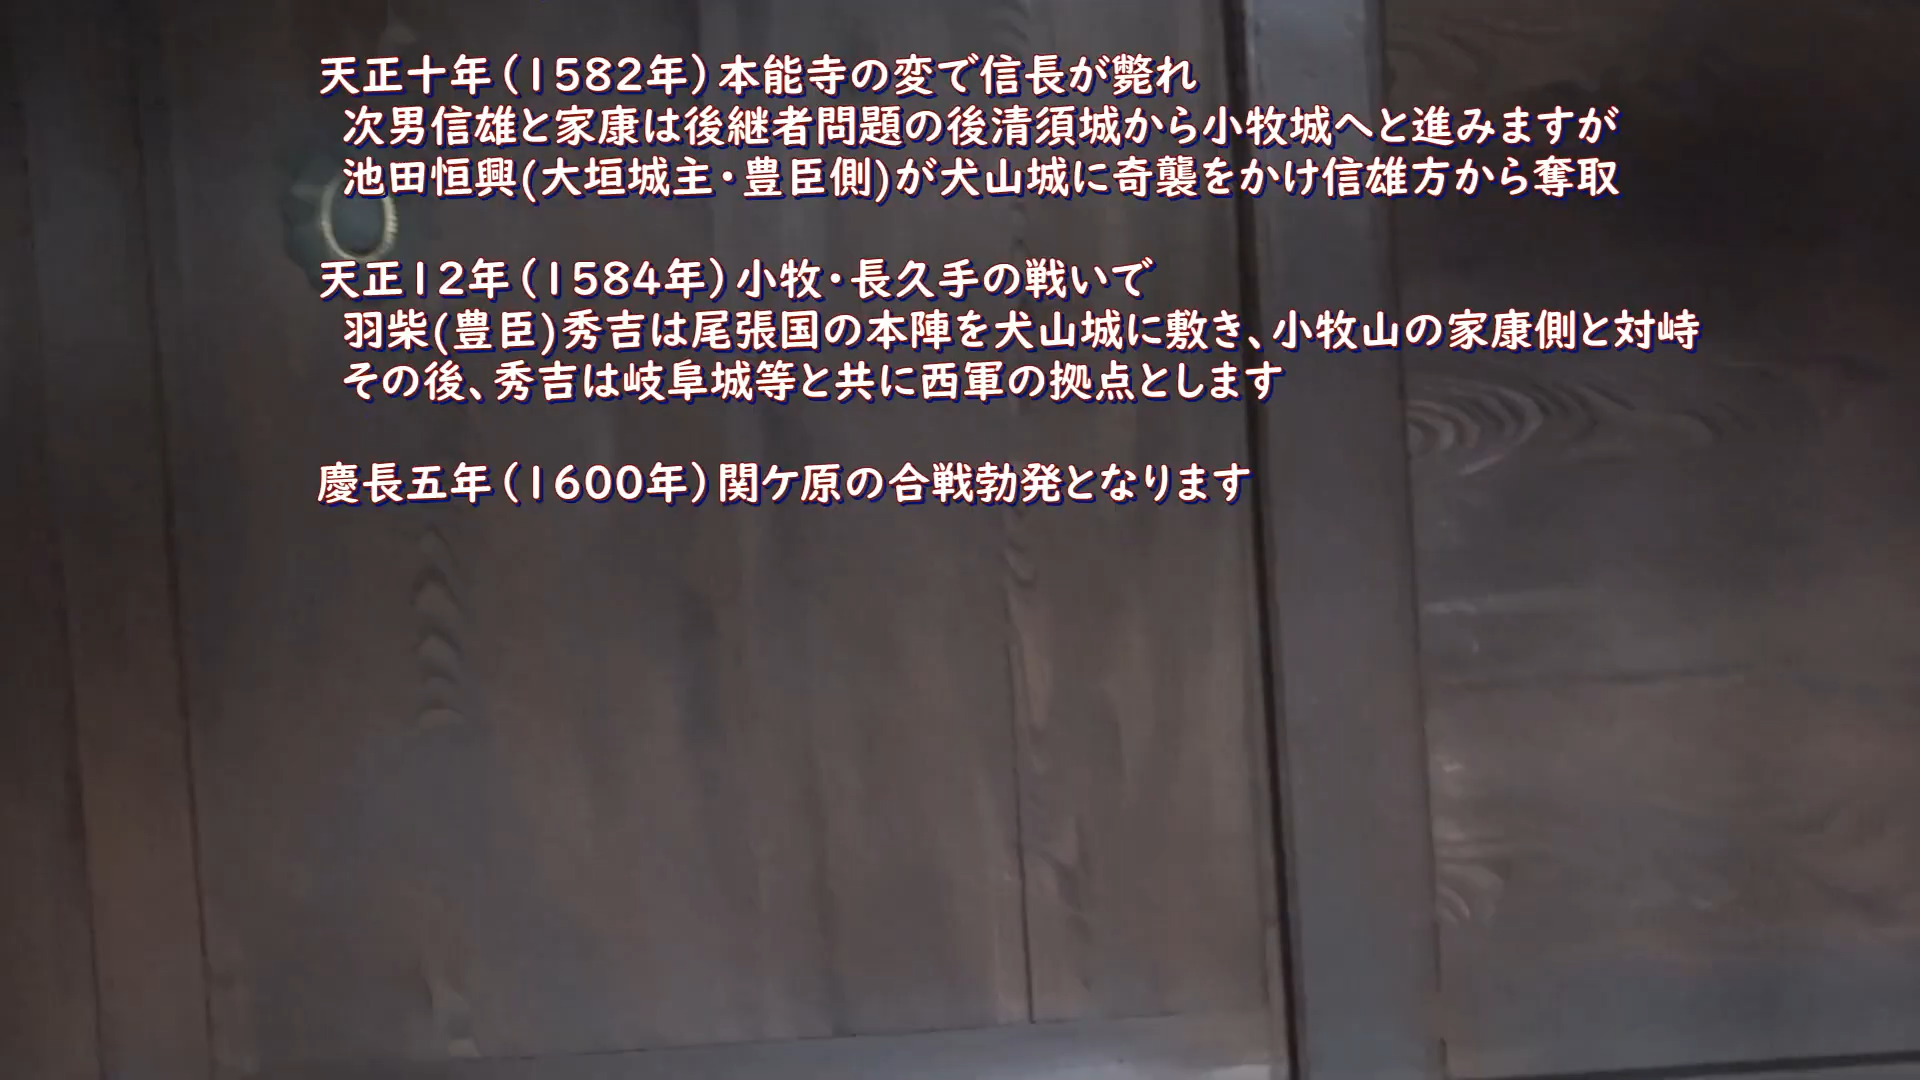 天正十年（1582年）本能寺の変で信長が斃れ
次男信雄と家康は後継者問題の後清須城から小牧城へと進みますが
池田恒興(大垣城主・豊臣側)が犬山城に奇襲をかけ信雄方から奪取
天正12年（1584年）小牧・長久手の戦いで
羽柴(豊臣)秀吉は尾張国の本陣を犬山城に敷き、小牧山の家康側と対峙
その後、秀吉は岐阜城等と共に西軍の拠点とします
慶長五年（1600年）関ケ原の合戦勃発となります